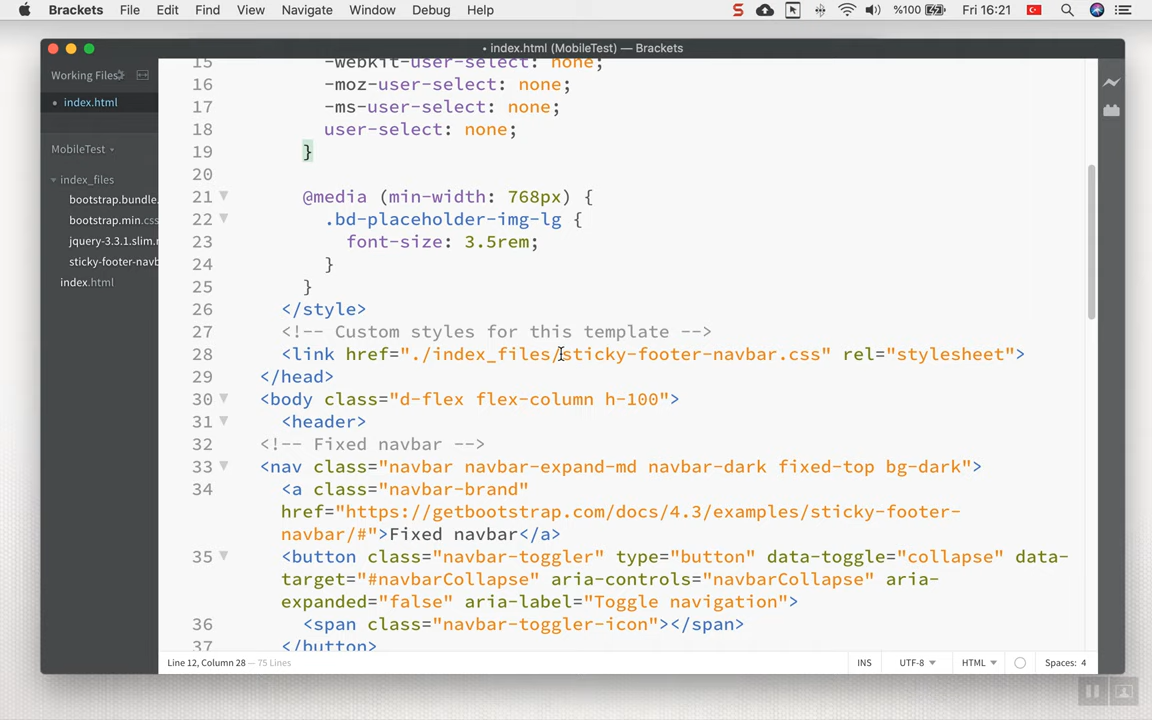 Brackets File Edit Find View Navigate Window Debug Help %100 Fri 16:21
• index.html (MobileTest) — Brackets
Working Files
• index.html
MobileTest
index_files
bootstrap.bundle.
bootstrap.min.css
jquery-3.3.1.slim.
sticky-footer-navb
index.html
15 -webkit-user-select: none;
16 -moz-user-select: none;
17 -ms-user-select: none;
18 user-select: none;
19 }
20
21 @media (min-width: 768px) {
22 .bd-placeholder-img-lg {
23 font-size: 3.5rem;
24 }
25 }
26 </style>
27 <!-- Custom styles for this template -->
28 <link href="./index_files/sticky-footer-navbar.css" rel="stylesheet">
29 </head>
30 <body class="d-flex flex-column h-100">
31 <header>
32 <!-- Fixed navbar -->
33 <nav class="navbar navbar-expand-md navbar-dark fixed-top bg-dark">
34 <a class="navbar-brand"
href="https://getbootstrap.com/docs/4.3/examples/sticky-footer-
navbar/#">Fixed navbar</a>
35 <button class="navbar-toggler" type="button" data-toggle="collapse" data-
target="#navbarCollapse" aria-controls="navbarCollapse" aria-
expanded="false" aria-label="Toggle navigation">
36 <span class="navbar-toggler-icon"></span>
37 </button>
Line 12, Column 28 — 75 Lines INS UTF-8 HTML Spaces: 4